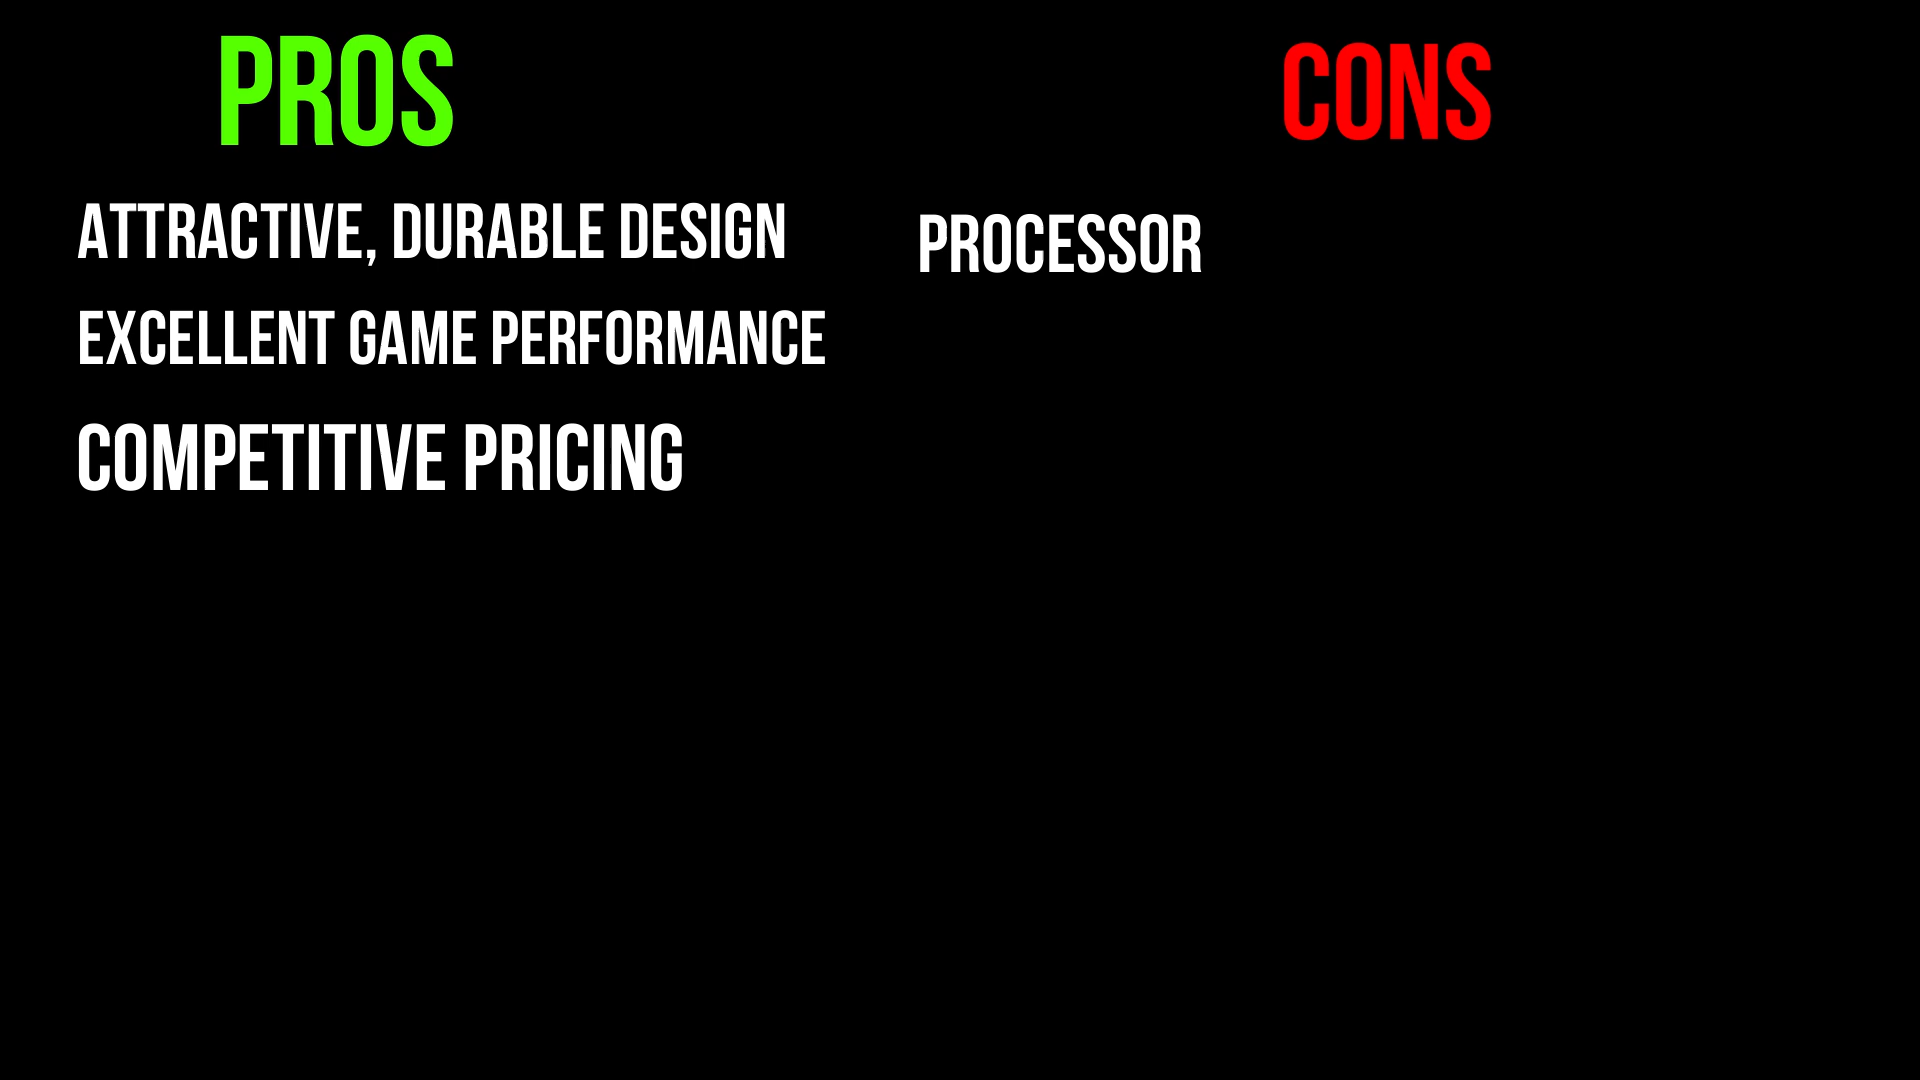 PROS
ATTRACTIVE, DURABLE DESIGN
EXCELLENT GAME PERFORMANCE
COMPETITIVE PRICING
CONS
PROCESSOR